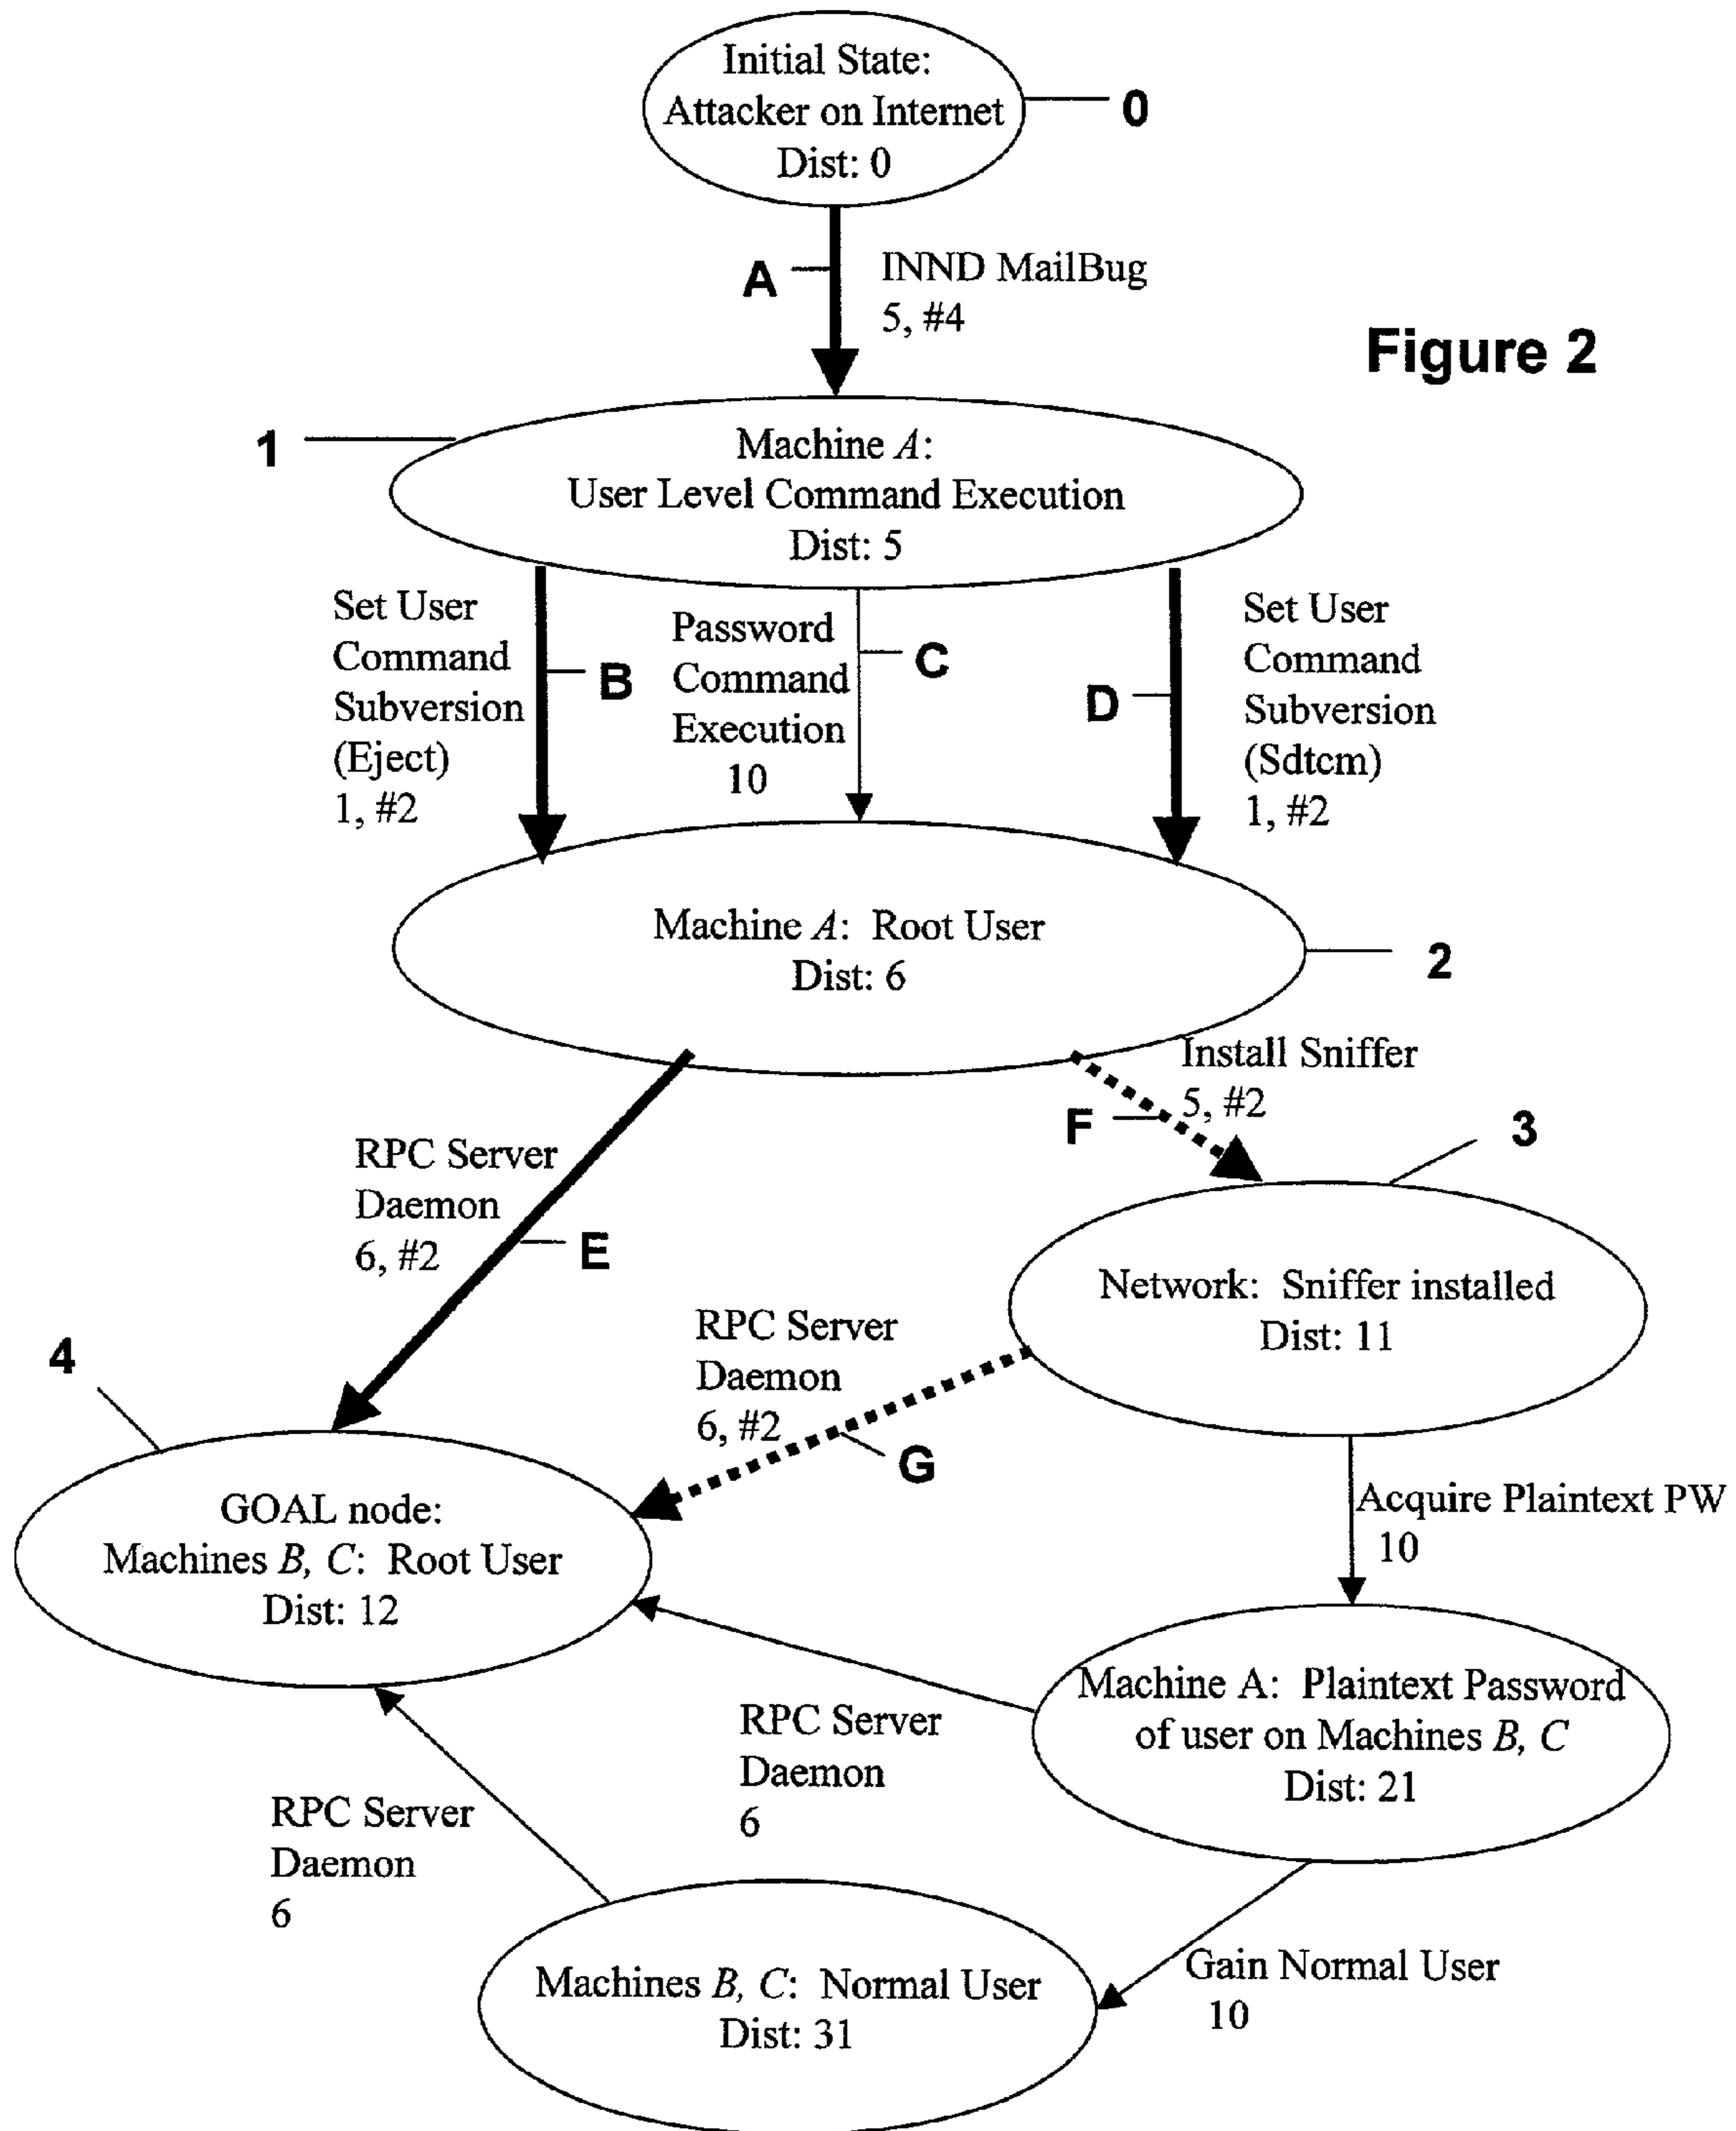 Initial State:
Attacker on Internet
Dist: 0
0
A
INND MailBug
5, #4
Figure 2
1
Machine A:
User Level Command Execution
Dist: 5
Set User
Command
Subversion
(Eject)
1, #2
B
Password
Command
Execution
10
C
D
Set User
Command
Subversion
(Sdtcm)
1, #2
Machine A: Root User
Dist: 6
2
Install Sniffer
5, #2
F
3
RPC Server
Daemon
6, #2
E
Network: Sniffer installed
Dist: 11
RPC Server
Daemon
6, #2
G
4
GOAL node:
Machines B, C: Root User
Dist: 12
Acquire Plaintext PW
10
Machine A: Plaintext Password
of user on Machines B, C
Dist: 21
RPC Server
Daemon
6
RPC Server
Daemon
6
Gain Normal User
10
Machines B, C: Normal User
Dist: 31